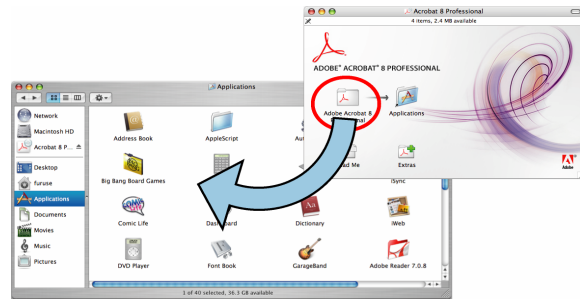 Acrobat 8 Professional
4 items, 2.4 MB available
ADOBE® ACROBAT® 8 PROFESSIONAL
Adobe Acrobat 8
Applications
Extras
Adobe
Applications
Network
Macintosh HD
Acrobat 8 P...
Desktop
furuse
Applications
Documents
Movies
Music
Pictures
Address Book
AppleScript
Big Bang Board Games
iSync
Comic Life
Dictionary
iWeb
DVD Player
Font Book
GarageBand
Adobe Reader 7.0.8
1 of 40 selected, 36.3 GB available